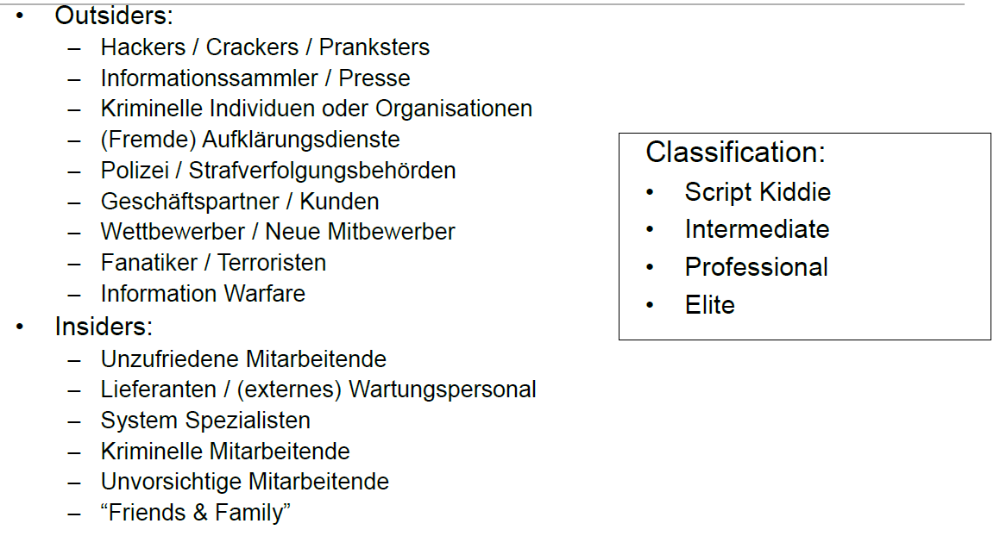 • Outsiders:
– Hackers / Crackers / Pranksters
– Informationssammler / Presse
– Kriminelle Individuen oder Organisationen
– (Fremde) Aufklärungsdienste
– Polizei / Strafverfolgungsbehörden
– Geschäftspartner / Kunden
– Wettbewerber / Neue Mitbewerber
– Fanatiker / Terroristen
– Information Warfare
• Insiders:
– Unzufriedene Mitarbeitende
– Lieferanten / (externes) Wartungspersonal
– System Spezialisten
– Kriminelle Mitarbeitende
– Unvorsichtige Mitarbeitende
– “Friends & Family”
Classification:
• Script Kiddie
• Intermediate
• Professional
• Elite